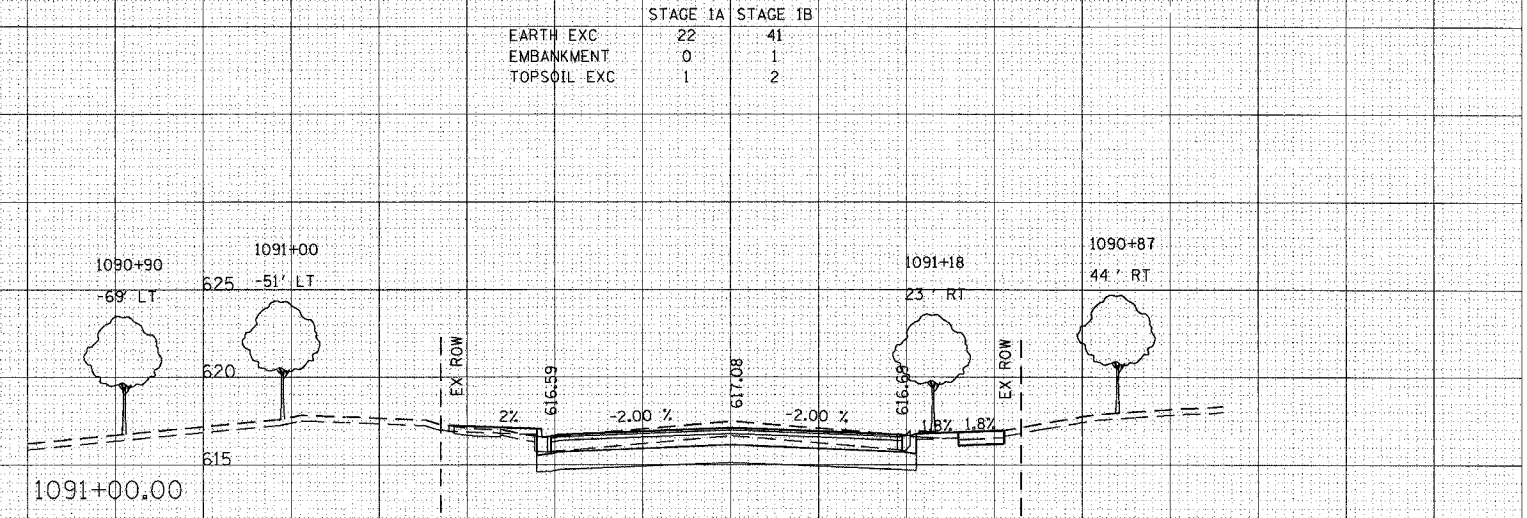 STAGE 1A STAGE 1B
EARTH EXC 22 41
EMBANKMENT 0 1
TOPSOIL EXC 1 2
1090+90
-69' LT
1091+00
-51' LT
625
620
615
EX ROW
2%
616.59
-2.00 %
617.08
-2.00 %
616.69
1091+18
23 ' RT
1.8%
1.8%
EX ROW
1090+87
44 ' RT
1091+00.00